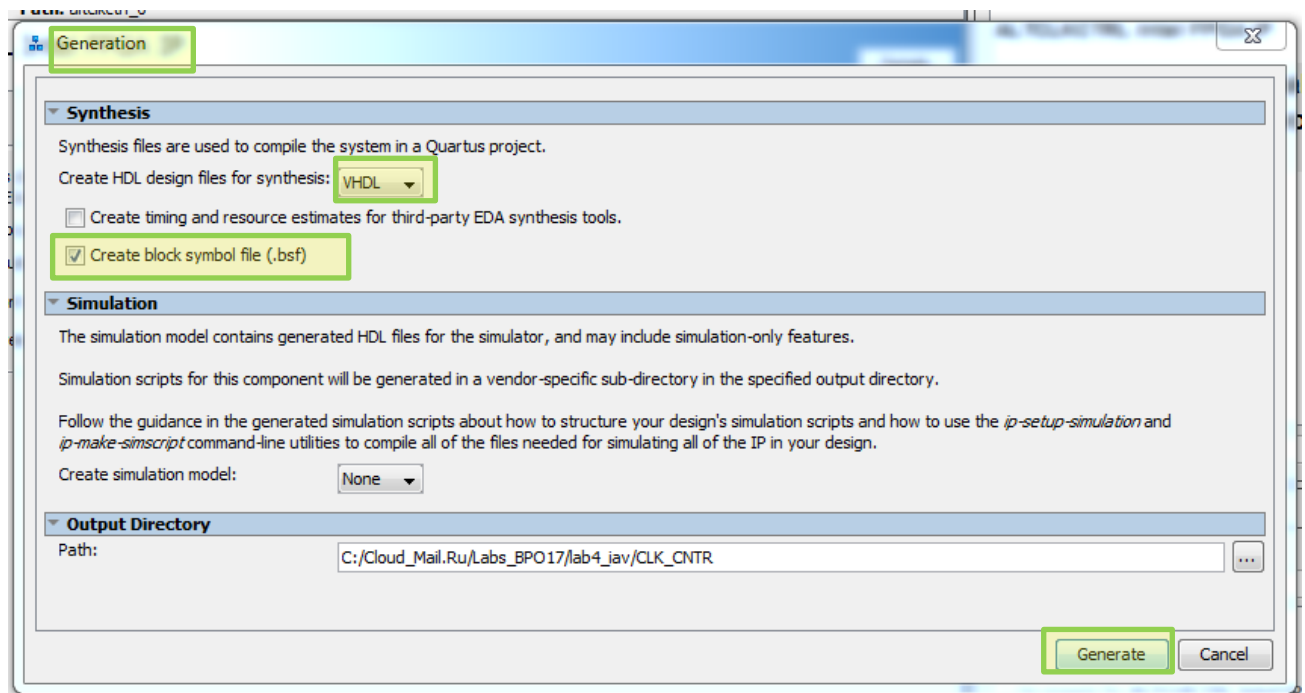 Generation
Synthesis
Synthesis files are used to compile the system in a Quartus project.
Create HDL design files for synthesis: VHDL
Create timing and resource estimates for third-party EDA synthesis tools.
Create block symbol file (.bsf)
Simulation
The simulation model contains generated HDL files for the simulator, and may include simulation-only features.
Simulation scripts for this component will be generated in a vendor-specific sub-directory in the specified output directory.
Follow the guidance in the generated simulation scripts about how to structure your design's simulation scripts and how to use the ip-setup-simulation and
ip-make-simscript command-line utilities to compile all of the files needed for simulating all of the IP in your design.
Create simulation model: None
Output Directory
Path: C:/Cloud_Mail.Ru/Labs_BPO17/lab4_iav/CLK_CNTR ...
Generate Cancel